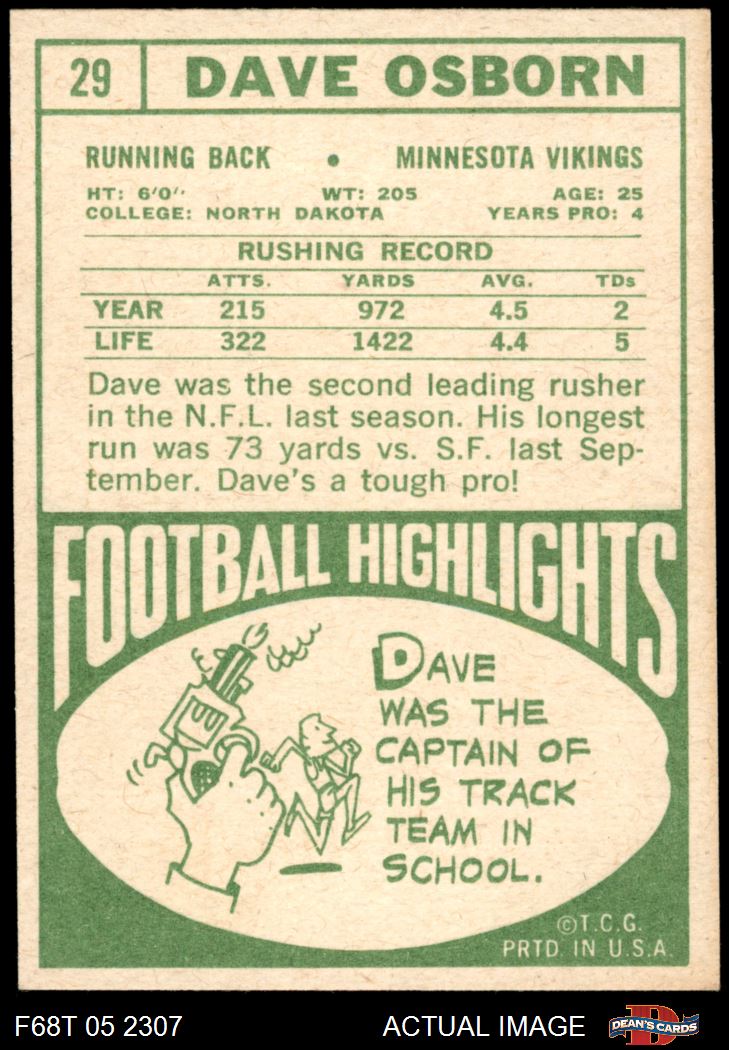 29 DAVE OSBORN
RUNNING BACK • MINNESOTA VIKINGS
HT: 6'0" WT: 205 AGE: 25
COLLEGE: NORTH DAKOTA YEARS PRO: 4
RUSHING RECORD
ATTS. YARDS AVG. TDs
YEAR 215 972 4.5 2
LIFE 322 1422 4.4 5
Dave was the second leading rusher
in the N.F.L. last season. His longest
run was 73 yards vs. S.F. last Sep-
tember. Dave's a tough pro!
FOOTBALL HIGHLIGHTS
DAVE
WAS THE
CAPTAIN OF
HIS TRACK
TEAM IN
SCHOOL.
©T.C.G.
PRTD. IN U.S.A.
F68T 05 2307 ACTUAL IMAGE DEAN'S CARDS